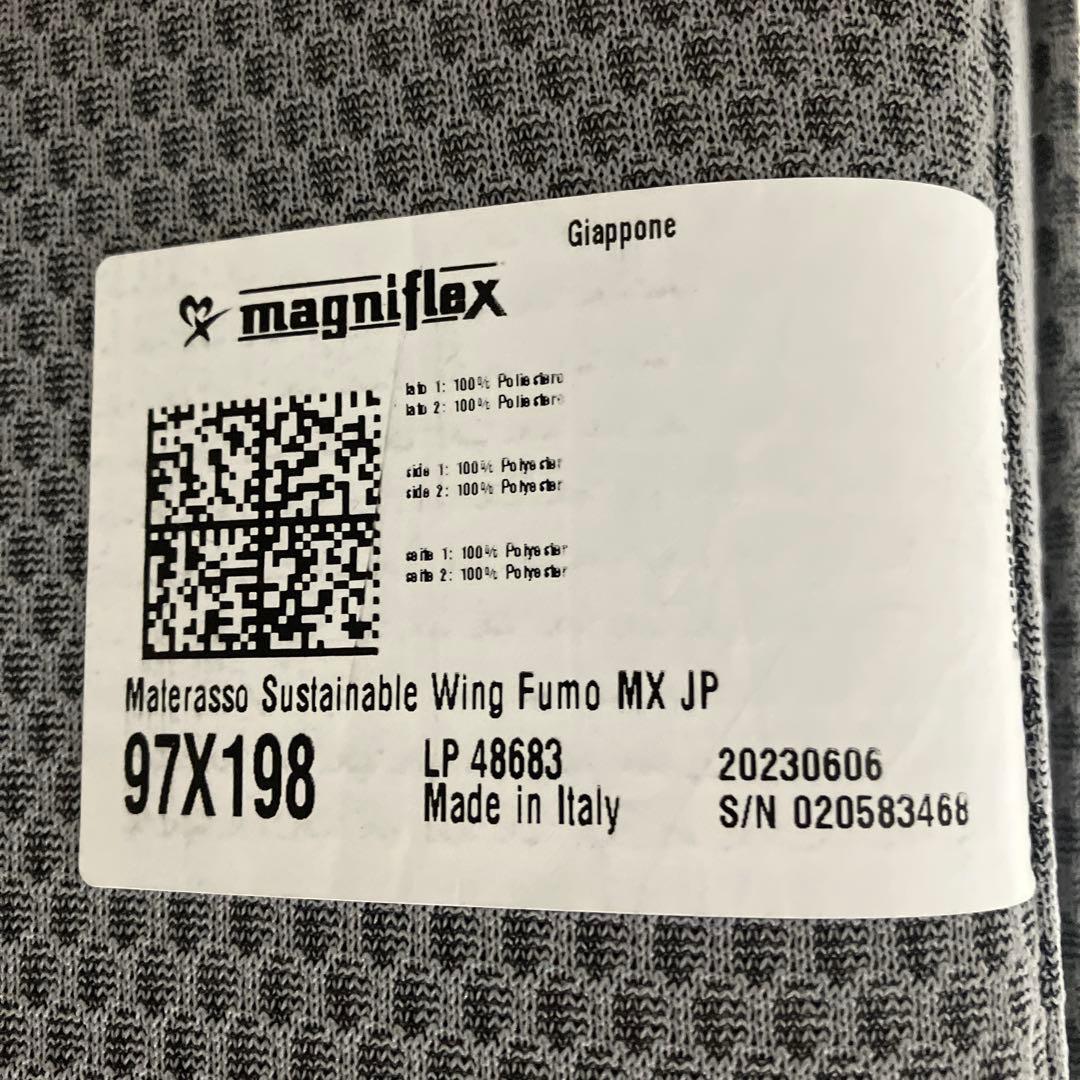 Giappone
magniflex
lato 1: 100% Poliestere
lato 2: 100% Poliestere
side 1: 100% Polyester
side 2: 100% Polyester
seite 1: 100% Polyester
seite 2: 100% Polyester
Materasso Sustainable Wing Fumo MX JP
97X198
LP 48683
20230606
Made in Italy
S/N 020583468